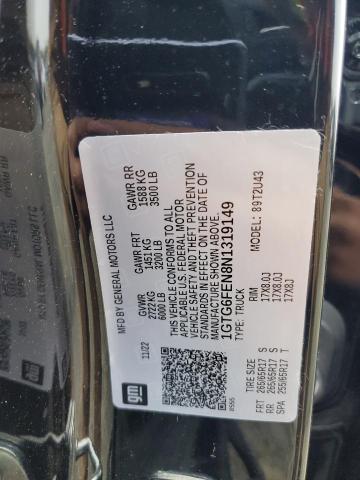 MFD BY GENERAL MOTORS LLC
11/22
GVWR GAWR FRT GAWR RR
2722 KG 1451 KG 1588 KG
6000 LB 3200 LB 3500 LB
THIS VEHICLE CONFORMS TO ALL
APPLICABLE U.S. FEDERAL MOTOR
VEHICLE SAFETY AND THEFT PREVENTION
STANDARDS IN EFFECT ON THE DATE OF
MANUFACTURE SHOWN ABOVE.
1GTG6FEN8N1319149
TYPE: TRUCK MODEL: 89T2U43
TIRE SIZE RIM
FRT 265/65R17 S 17X8.0J
RR 265/65R17 S 17X8.0J
SPA 255/65R17 T 17X8J
gm